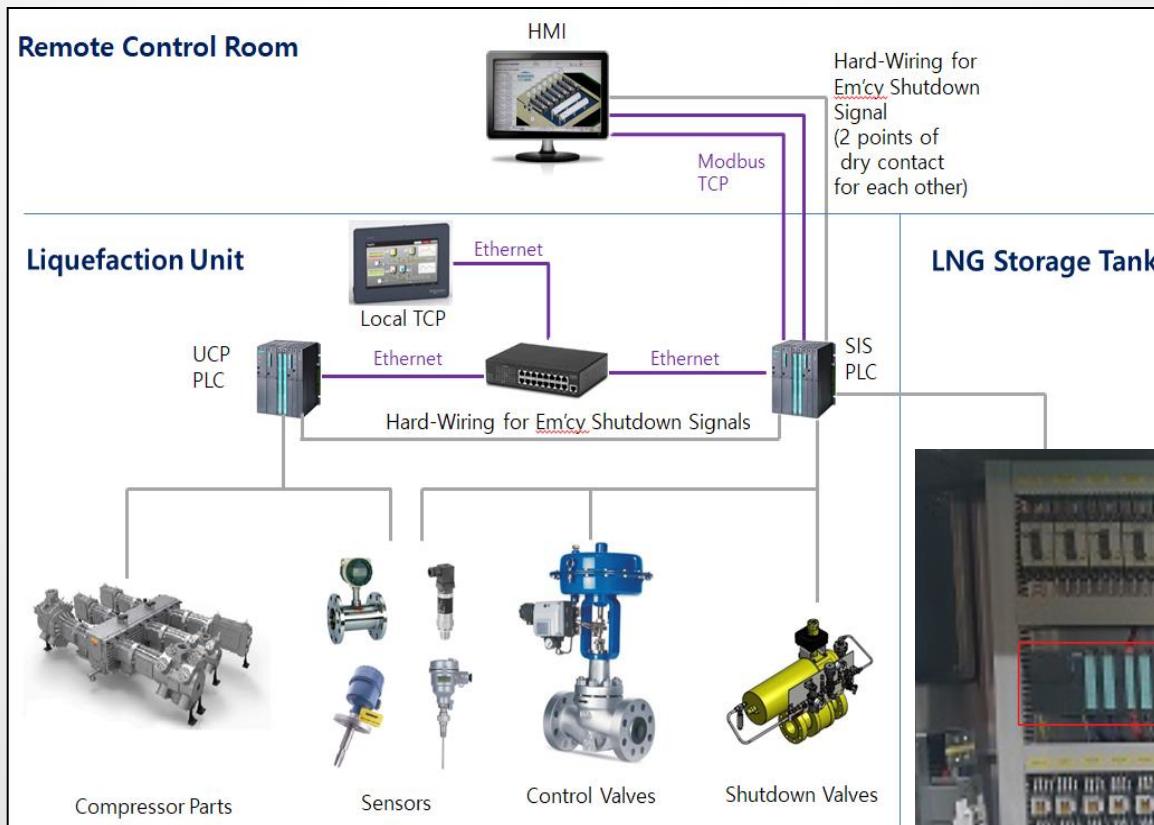 Remote Control Room
HMI
Hard-Wiring for
Em'cy Shutdown
Signal
(2 points of
dry contact
for each other)
Modbus
TCP
Liquefaction Unit
LNG Storage Tank
Ethernet
Local TCP
UCP
PLC
Ethernet
Ethernet
SIS
PLC
Hard-Wiring for Em'cy Shutdown Signals
Compressor Parts
Sensors
Control Valves
Shutdown Valves